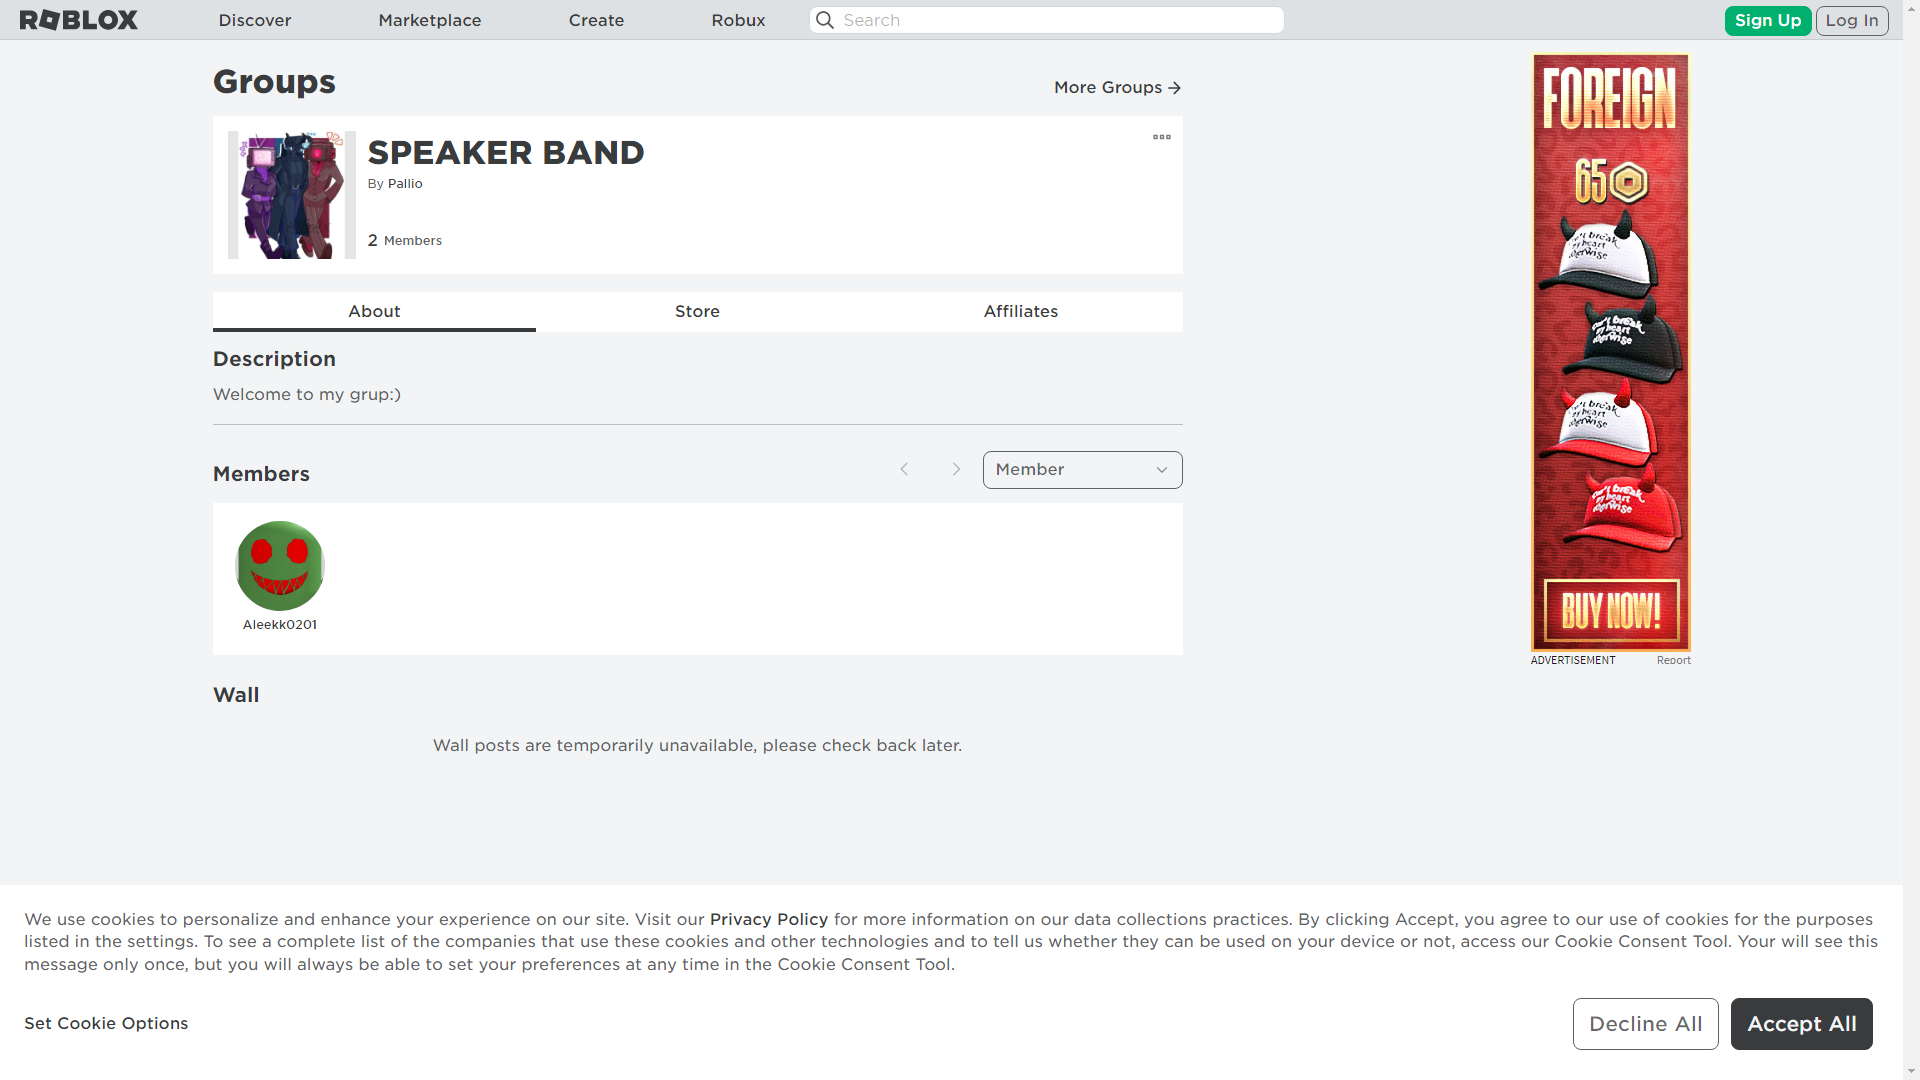 ROBLOX
Discover
Marketplace
Create
Robux
Search
Sign Up
Log In
Groups
More Groups
SPEAKER BAND
By Pallio
2 Members
About
Store
Affiliates
Description
Welcome to my grup:)
Members
Member
Aleekk0201
Wall
Wall posts are temporarily unavailable, please check back later.
FOREIGN
65
BUY NOW!
ADVERTISEMENT
Report
We use cookies to personalize and enhance your experience on our site. Visit our Privacy Policy for more information on our data collections practices. By clicking Accept, you agree to our use of cookies for the purposes
listed in the settings. To see a complete list of the companies that use these cookies and other technologies and to tell us whether they can be used on your device or not, access our Cookie Consent Tool. Your will see this
message only once, but you will always be able to set your preferences at any time in the Cookie Consent Tool.
Set Cookie Options
Decline All
Accept All